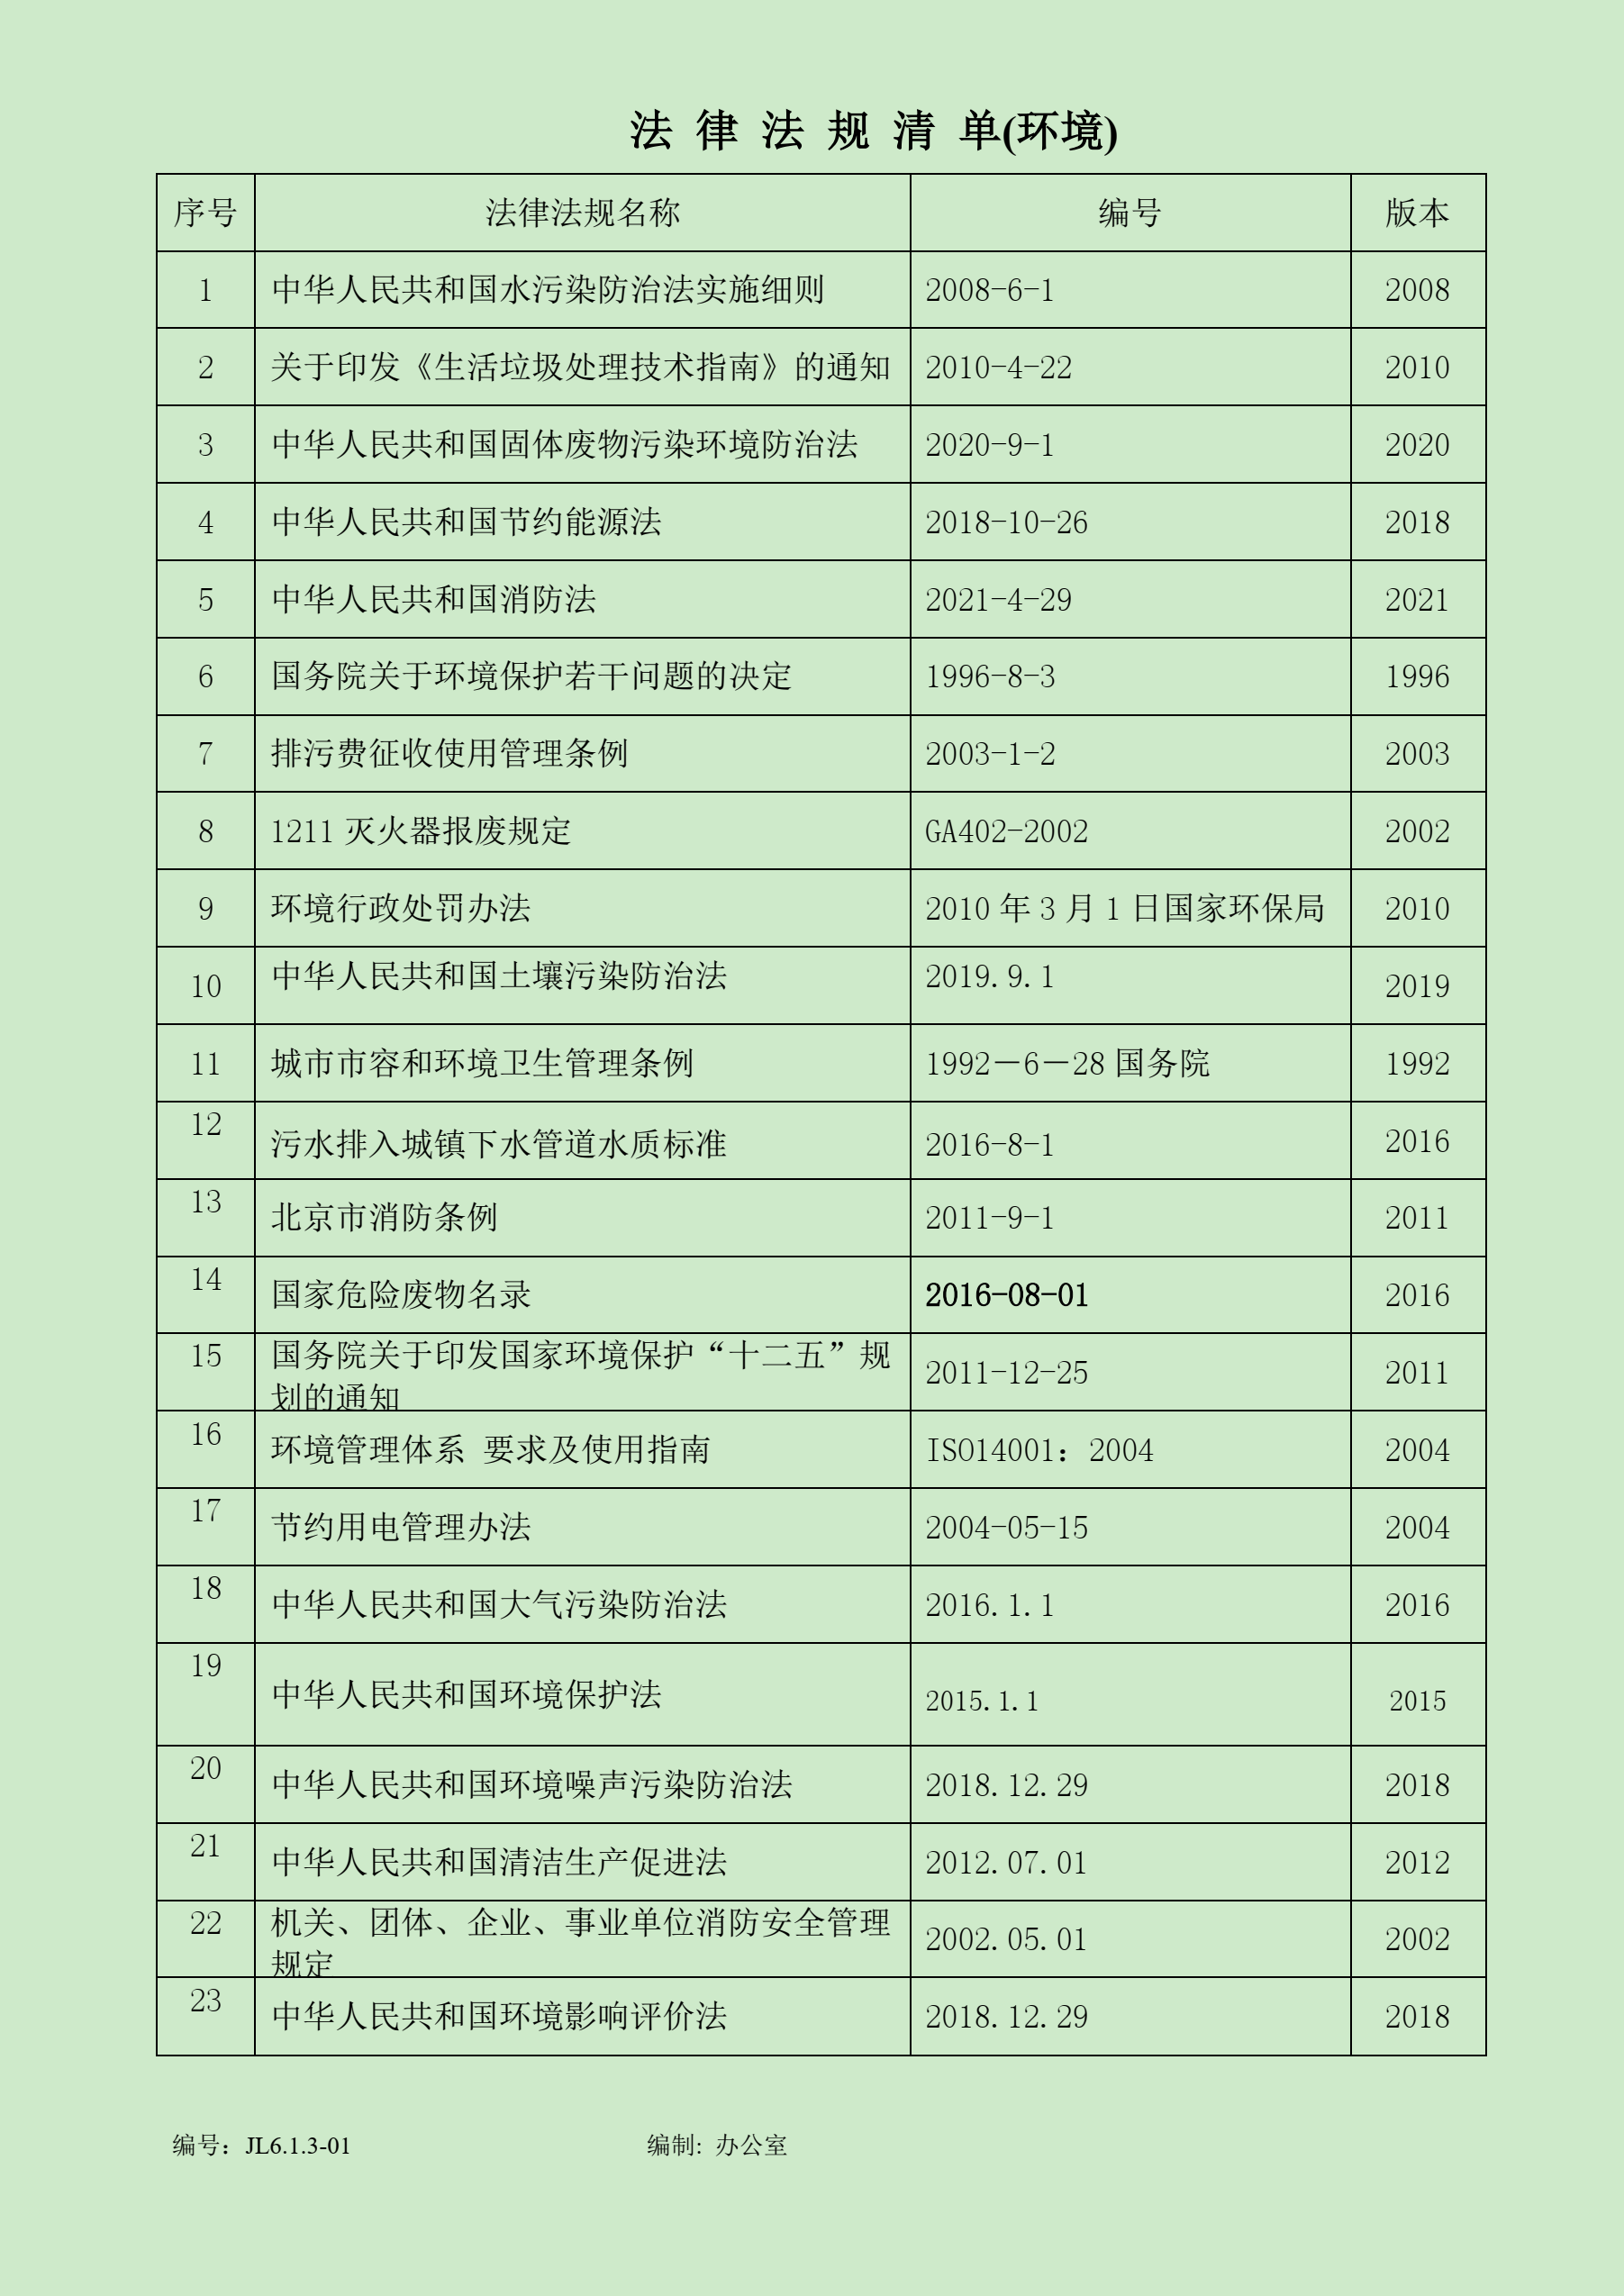 法 律 法 规 清 单(环境)
序号 法律法规名称 编号 版本
1 中华人民共和国水污染防治法实施细则 2008-6-1 2008
2 关于印发《生活垃圾处理技术指南》的通知 2010-4-22 2010
3 中华人民共和国固体废物污染环境防治法 2020-9-1 2020
4 中华人民共和国节约能源法 2018-10-26 2018
5 中华人民共和国消防法 2021-4-29 2021
6 国务院关于环境保护若干问题的决定 1996-8-3 1996
7 排污费征收使用管理条例 2003-1-2 2003
8 1211 灭火器报废规定 GA402-2002 2002
9 环境行政处罚办法 2010 年 3 月 1 日国家环保局 2010
10 中华人民共和国土壤污染防治法 2019.9.1 2019
11 城市市容和环境卫生管理条例 1992－6－28 国务院 1992
12 污水排入城镇下水管道水质标准 2016-8-1 2016
13 北京市消防条例 2011-9-1 2011
14 国家危险废物名录 2016-08-01 2016
15 国务院关于印发国家环境保护“十二五”规
划的通知 2011-12-25 2011
16 环境管理体系 要求及使用指南 ISO14001：2004 2004
17 节约用电管理办法 2004-05-15 2004
18 中华人民共和国大气污染防治法 2016.1.1 2016
19 中华人民共和国环境保护法 2015.1.1 2015
20 中华人民共和国环境噪声污染防治法 2018.12.29 2018
21 中华人民共和国清洁生产促进法 2012.07.01 2012
22 机关、团体、企业、事业单位消防安全管理
规定 2002.05.01 2002
23 中华人民共和国环境影响评价法 2018.12.29 2018
编号：JL6.1.3-01 编制: 办公室